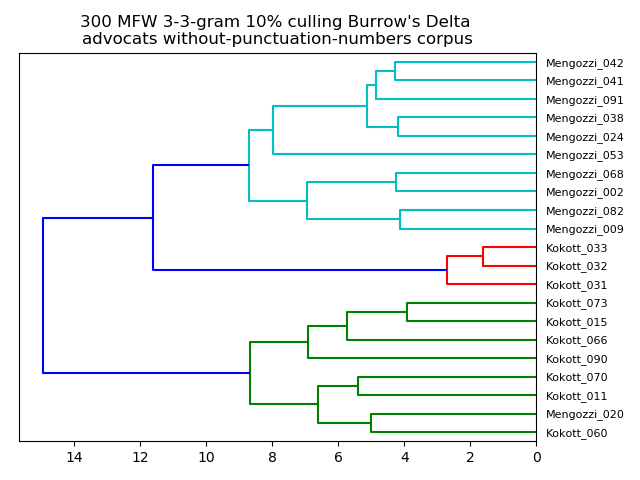 300 MFW 3-3-gram 10% culling Burrow's Delta
advocats without-punctuation-numbers corpus
Mengozzi_042
Mengozzi_041
Mengozzi_091
Mengozzi_038
Mengozzi_024
Mengozzi_053
Mengozzi_068
Mengozzi_002
Mengozzi_082
Mengozzi_009
Kokott_033
Kokott_032
Kokott_031
Kokott_073
Kokott_015
Kokott_066
Kokott_090
Kokott_070
Kokott_011
Mengozzi_020
Kokott_060
14 12 10 8 6 4 2 0